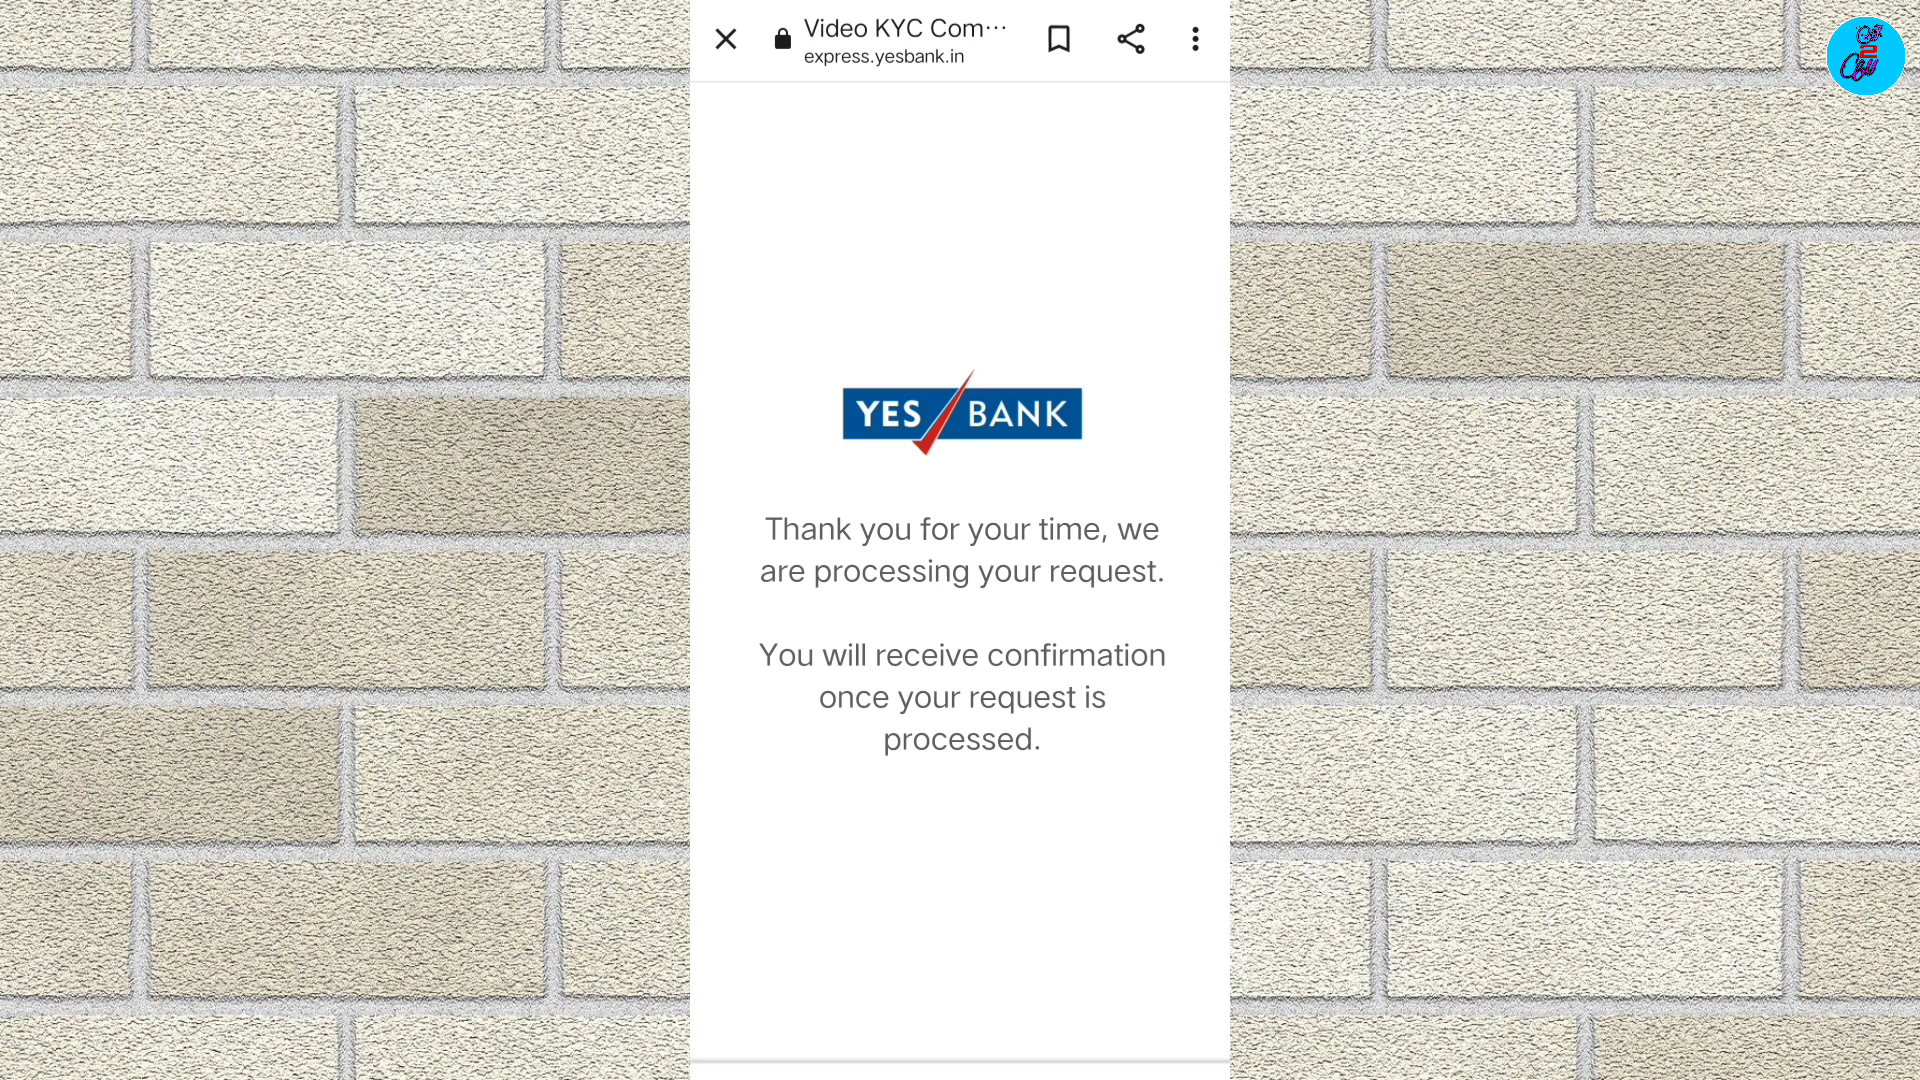 Video KYC Com···
express.yesbank.in
YES BANK
Thank you for your time, we
are processing your request.
You will receive confirmation
once your request is
processed.